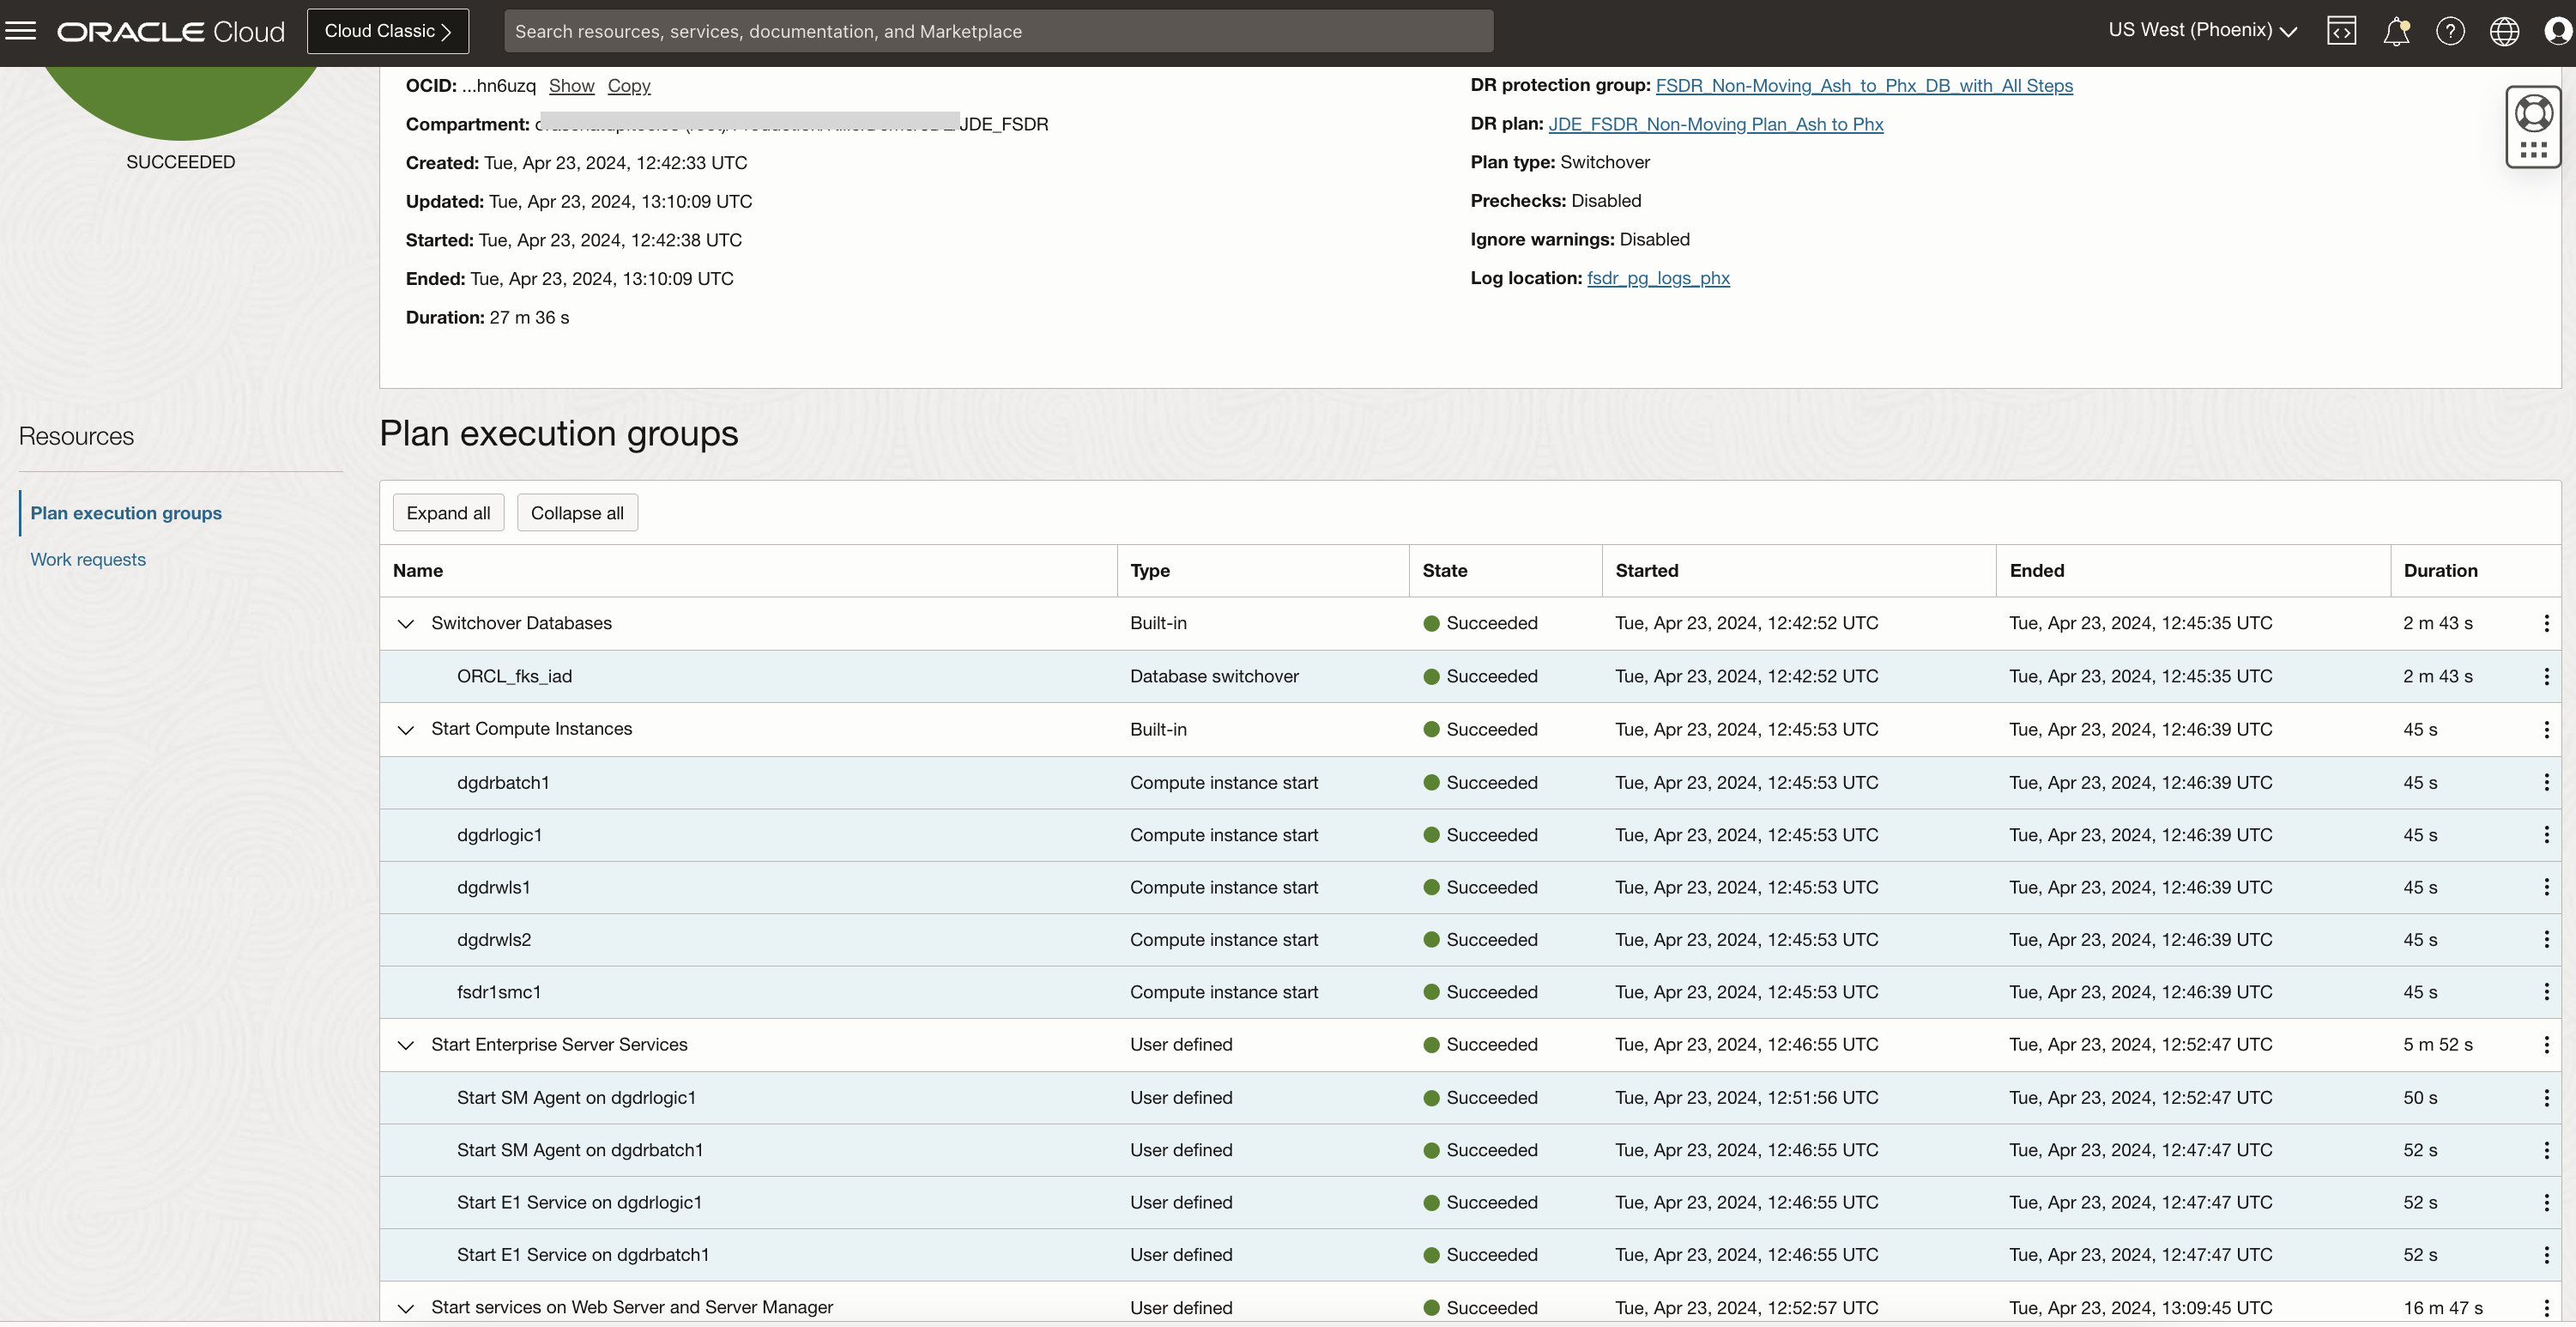 ORACLE Cloud
Cloud Classic
Search resources, services, documentation, and Marketplace
US West (Phoenix)
SUCCEEDED
OCID: ...hn6uzq Show Copy
Compartment: JDE_FSDR
Created: Tue, Apr 23, 2024, 12:42:33 UTC
Updated: Tue, Apr 23, 2024, 13:10:09 UTC
Started: Tue, Apr 23, 2024, 12:42:38 UTC
Ended: Tue, Apr 23, 2024, 13:10:09 UTC
Duration: 27 m 36 s
DR protection group: FSDR_Non-Moving_Ash_to_Phx_DB_with_All Steps
DR plan: JDE_FSDR_Non-Moving Plan_Ash to Phx
Plan type: Switchover
Prechecks: Disabled
Ignore warnings: Disabled
Log location: fsdr_pg_logs_phx
Resources
Plan execution groups
Work requests
Plan execution groups
Expand all Collapse all
Name Type State Started Ended Duration
Switchover Databases Built-in Succeeded Tue, Apr 23, 2024, 12:42:52 UTC Tue, Apr 23, 2024, 12:45:35 UTC 2 m 43 s
ORCL_fks_iad Database switchover Succeeded Tue, Apr 23, 2024, 12:42:52 UTC Tue, Apr 23, 2024, 12:45:35 UTC 2 m 43 s
Start Compute Instances Built-in Succeeded Tue, Apr 23, 2024, 12:45:53 UTC Tue, Apr 23, 2024, 12:46:39 UTC 45 s
dgdrbatch1 Compute instance start Succeeded Tue, Apr 23, 2024, 12:45:53 UTC Tue, Apr 23, 2024, 12:46:39 UTC 45 s
dgdrlogic1 Compute instance start Succeeded Tue, Apr 23, 2024, 12:45:53 UTC Tue, Apr 23, 2024, 12:46:39 UTC 45 s
dgdrwls1 Compute instance start Succeeded Tue, Apr 23, 2024, 12:45:53 UTC Tue, Apr 23, 2024, 12:46:39 UTC 45 s
dgdrwls2 Compute instance start Succeeded Tue, Apr 23, 2024, 12:45:53 UTC Tue, Apr 23, 2024, 12:46:39 UTC 45 s
fsdr1smc1 Compute instance start Succeeded Tue, Apr 23, 2024, 12:45:53 UTC Tue, Apr 23, 2024, 12:46:39 UTC 45 s
Start Enterprise Server Services User defined Succeeded Tue, Apr 23, 2024, 12:46:55 UTC Tue, Apr 23, 2024, 12:52:47 UTC 5 m 52 s
Start SM Agent on dgdrlogic1 User defined Succeeded Tue, Apr 23, 2024, 12:51:56 UTC Tue, Apr 23, 2024, 12:52:47 UTC 50 s
Start SM Agent on dgdrbatch1 User defined Succeeded Tue, Apr 23, 2024, 12:46:55 UTC Tue, Apr 23, 2024, 12:47:47 UTC 52 s
Start E1 Service on dgdrlogic1 User defined Succeeded Tue, Apr 23, 2024, 12:46:55 UTC Tue, Apr 23, 2024, 12:47:47 UTC 52 s
Start E1 Service on dgdrbatch1 User defined Succeeded Tue, Apr 23, 2024, 12:46:55 UTC Tue, Apr 23, 2024, 12:47:47 UTC 52 s
Start services on Web Server and Server Manager User defined Succeeded Tue, Apr 23, 2024, 12:52:57 UTC Tue, Apr 23, 2024, 13:09:45 UTC 16 m 47 s